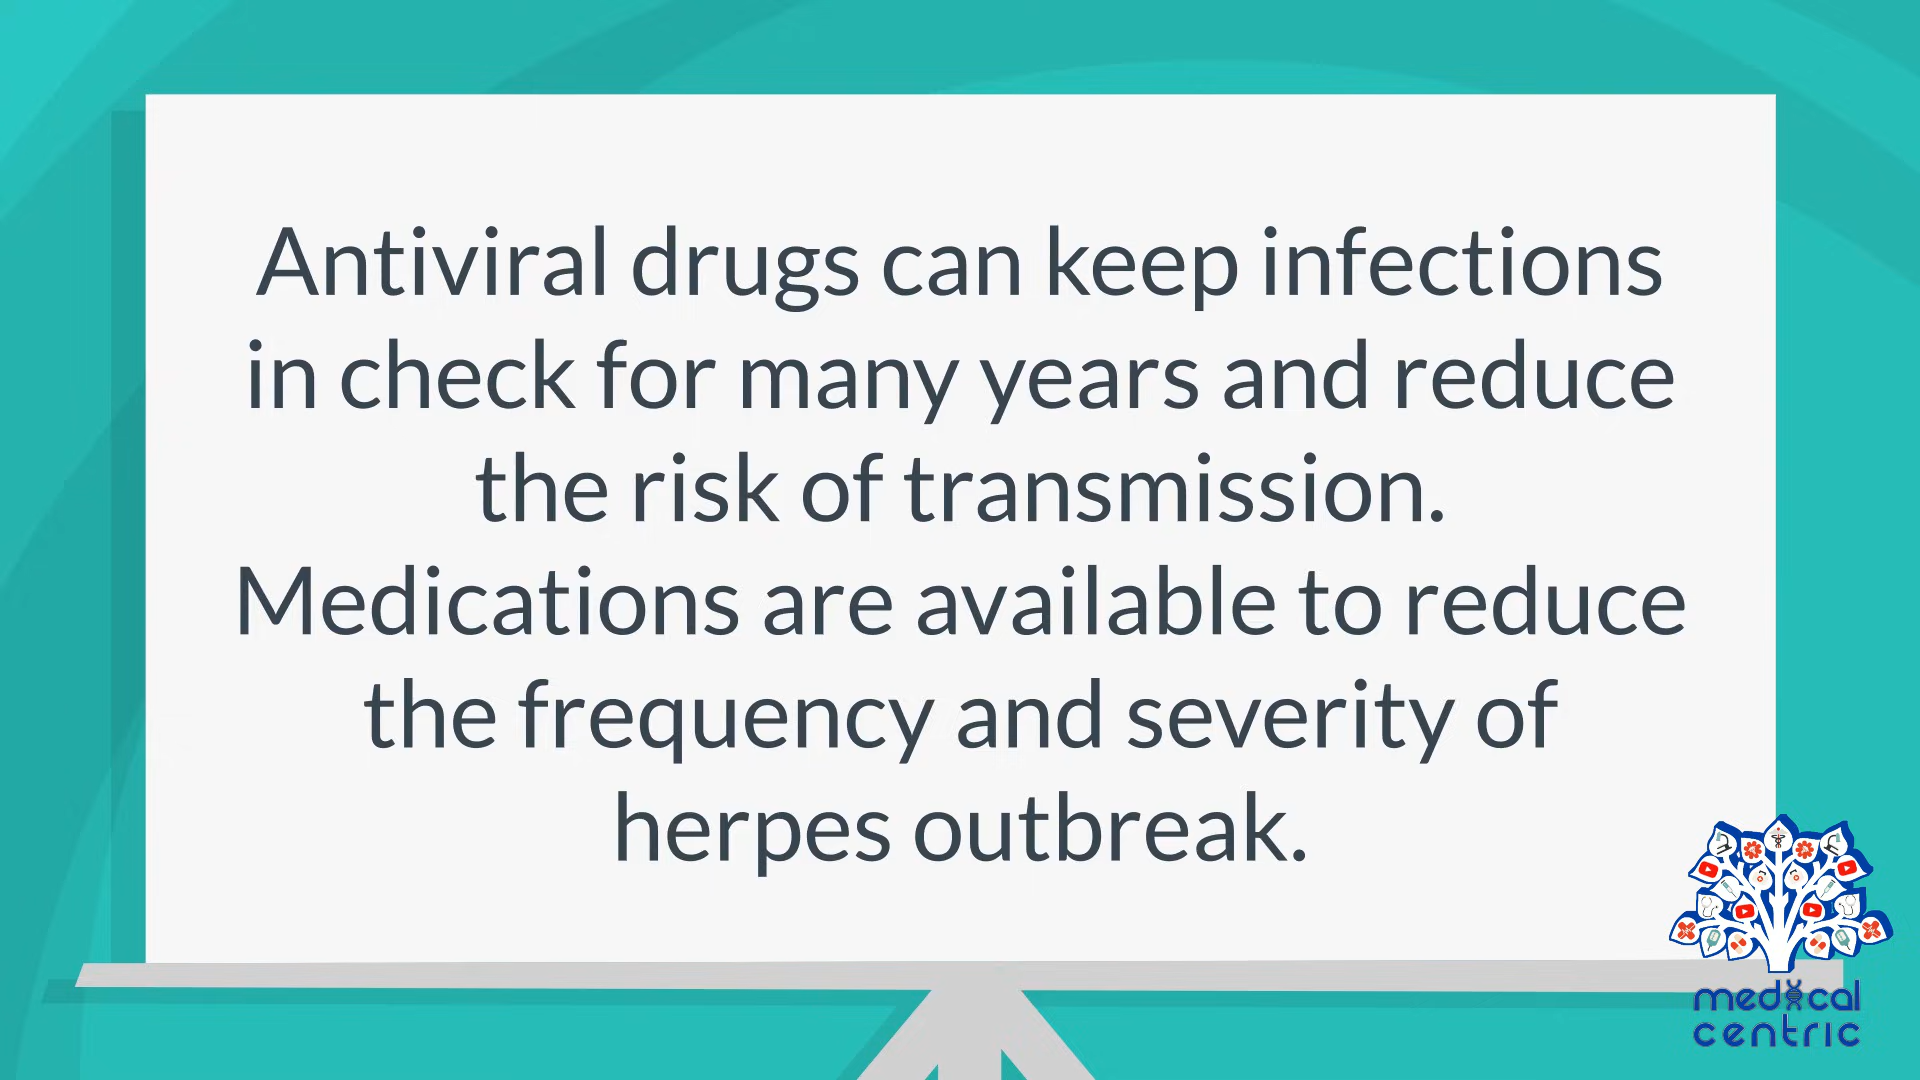 Antiviral drugs can keep infections
in check for many years and reduce
the risk of transmission.
Medications are available to reduce
the frequency and severity of
herpes outbreak.
medical
centric